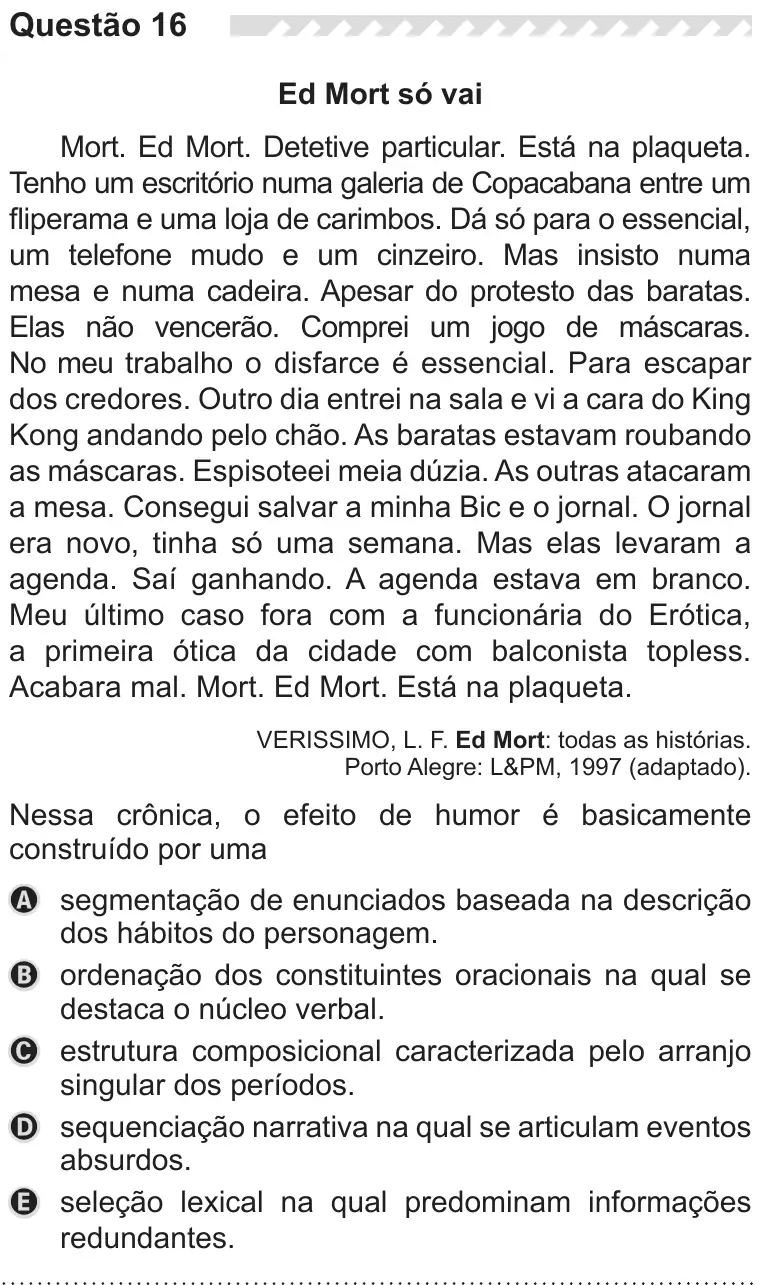 Questão 16
Ed Mort só vai
Mort. Ed Mort. Detetive particular. Está na plaqueta.
Tenho um escritório numa galeria de Copacabana entre um
fliperama e uma loja de carimbos. Dá só para o essencial,
um telefone mudo e um cinzeiro. Mas insisto numa
mesa e numa cadeira. Apesar do protesto das baratas.
Elas não vencerão. Comprei um jogo de máscaras.
No meu trabalho o disfarce é essencial. Para escapar
dos credores. Outro dia entrei na sala e vi a cara do King
Kong andando pelo chão. As baratas estavam roubando
as máscaras. Espisoteei meia dúzia. As outras atacaram
a mesa. Consegui salvar a minha Bic e o jornal. O jornal
era novo, tinha só uma semana. Mas elas levaram a
agenda. Saí ganhando. A agenda estava em branco.
Meu último caso fora com a funcionária do Erótica,
a primeira ótica da cidade com balconista topless.
Acabara mal. Mort. Ed Mort. Está na plaqueta.
VERISSIMO, L. F. Ed Mort: todas as histórias.
Porto Alegre: L&PM, 1997 (adaptado).
Nessa crônica, o efeito de humor é basicamente
construído por uma
A segmentação de enunciados baseada na descrição
dos hábitos do personagem.
B ordenação dos constituintes oracionais na qual se
destaca o núcleo verbal.
C estrutura composicional caracterizada pelo arranjo
singular dos períodos.
D sequenciação narrativa na qual se articulam eventos
absurdos.
E seleção lexical na qual predominam informações
redundantes.